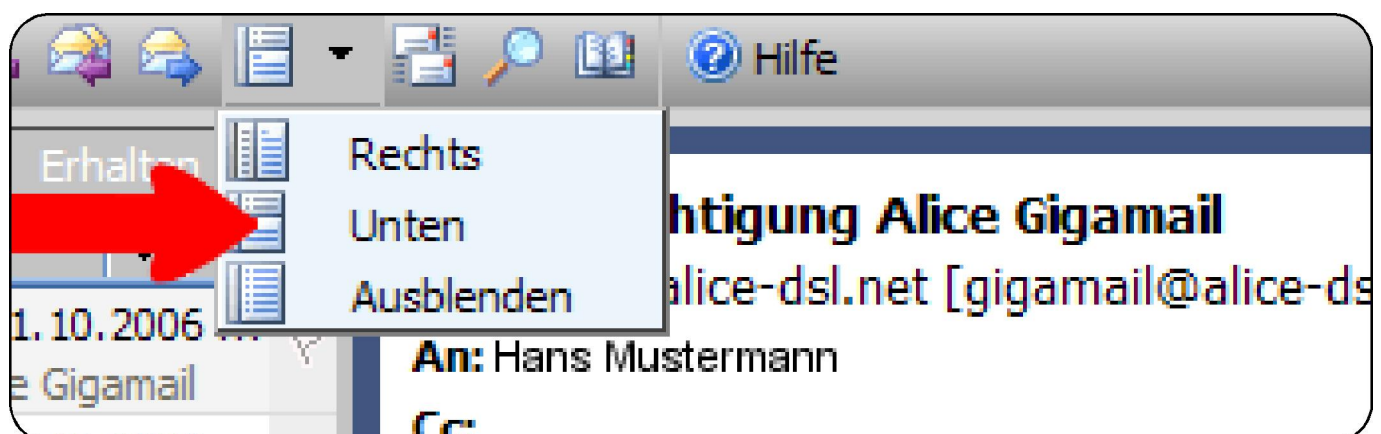 Hilfe
Erhalten
Rechts
Unten
Ausblenden
htigung Alice Gigamail
alice-dsl.net [gigamail@alice-ds
1.10.2006 ...
e Gigamail
An: Hans Mustermann
Cc: